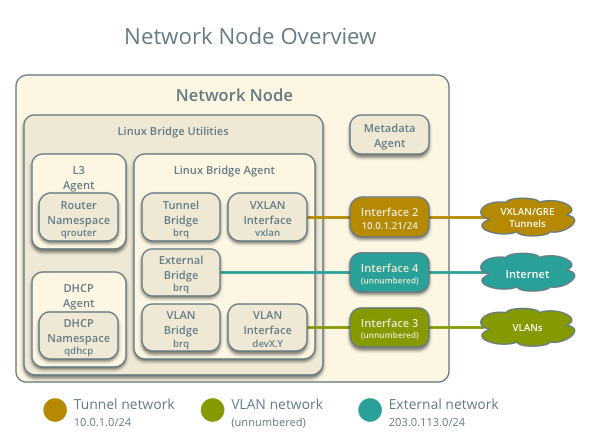 Network Node Overview
Network Node
Linux Bridge Utilities
Metadata
Agent
L3
Agent
Router
Namespace
qrouter
DHCP
Agent
DHCP
Namespace
qdhcp
Linux Bridge Agent
Tunnel
Bridge
brq
VXLAN
Interface
vxlan
External
Bridge
brq
VLAN
Bridge
brq
VLAN
Interface
devX.Y
Interface 2
10.0.1.21/24
Interface 4
(unnumbered)
Interface 3
(unnumbered)
VXLAN/GRE
Tunnels
Internet
VLANs
Tunnel network
10.0.1.0/24
VLAN network
(unnumbered)
External network
203.0.113.0/24